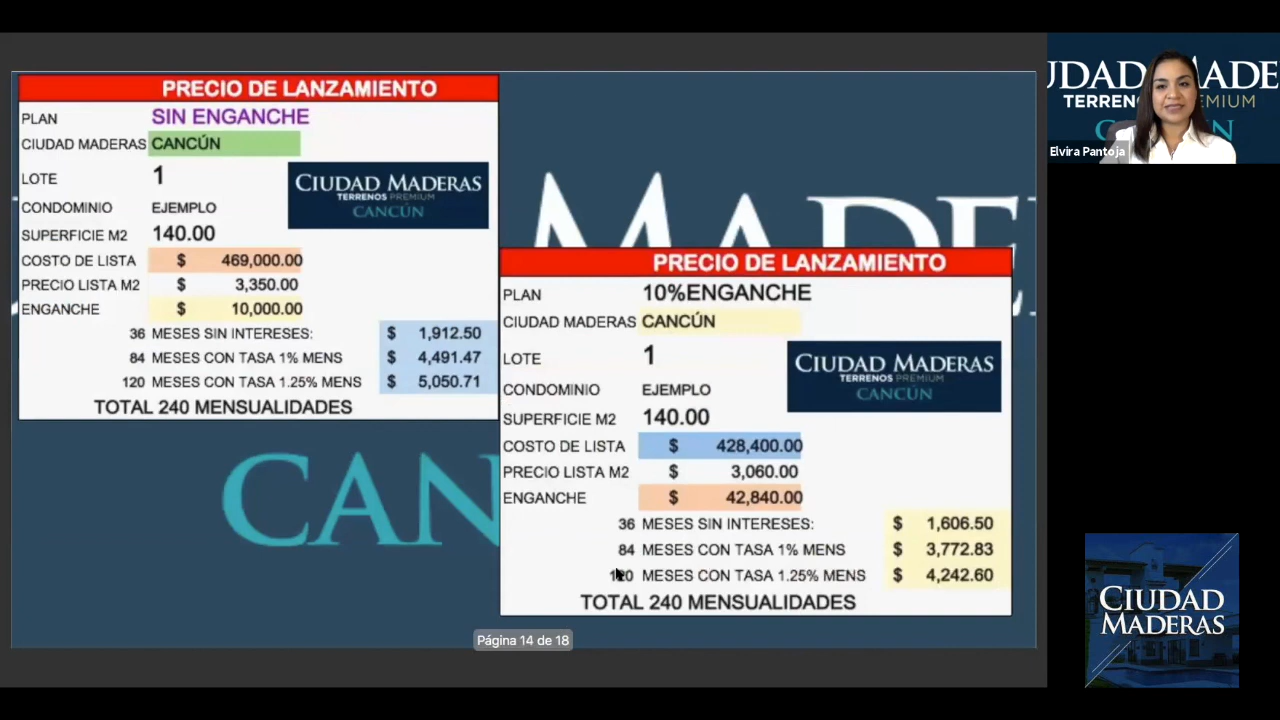 PRECIO DE LANZAMIENTO
PLAN SIN ENGANCHE
CIUDAD MADERAS CANCÚN
LOTE 1
CONDOMINIO EJEMPLO
SUPERFICIE M2 140.00
COSTO DE LISTA $ 469,000.00
PRECIO LISTA M2 $ 3,350.00
ENGANCHE $ 10,000.00
36 MESES SIN INTERESES: $ 1,912.50
84 MESES CON TASA 1% MENS $ 4,491.47
120 MESES CON TASA 1.25% MENS $ 5,050.71
TOTAL 240 MENSUALIDADES
CIUDAD MADERAS
TERRENOS PREMIUM
CANCÚN
MADE
CAN
PRECIO DE LANZAMIENTO
PLAN 10%ENGANCHE
CIUDAD MADERAS CANCÚN
LOTE 1
CONDOMINIO EJEMPLO
SUPERFICIE M2 140.00
COSTO DE LISTA $ 428,400.00
PRECIO LISTA M2 $ 3,060.00
ENGANCHE $ 42,840.00
36 MESES SIN INTERESES: $ 1,606.50
84 MESES CON TASA 1% MENS $ 3,772.83
120 MESES CON TASA 1.25% MENS $ 4,242.60
TOTAL 240 MENSUALIDADES
CIUDAD MADERAS
TERRENOS PREMIUM
CANCÚN
Página 14 de 18
UDAD MADE
TERRENO EMIUM
C N
Elvira Pantoja
CIUDAD
MADERAS